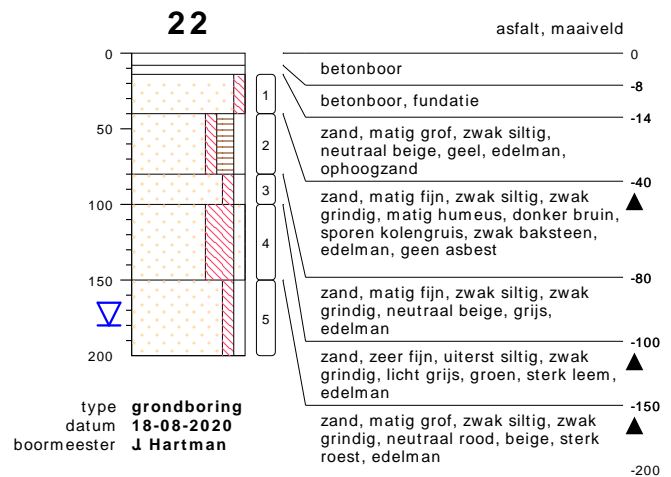 22
asfalt, maaiveld
0
50
100
150
200
1
2
3
4
5
0
betonboor
-8
betonboor, fundatie
-14
zand, matig grof, zwak siltig,
neutraal beige, geel, edelman,
ophoogzand
-40
zand, matig fijn, zwak siltig, zwak
grindig, matig humeus, donker bruin,
sporen kolengruis, zwak baksteen,
edelman, geen asbest
-80
zand, matig fijn, zwak siltig, zwak
grindig, neutraal beige, grijs,
edelman
-100
zand, zeer fijn, uiterst siltig, zwak
grindig, licht grijs, groen, sterk leem,
edelman
-150
zand, matig grof, zwak siltig, zwak
grindig, neutraal rood, beige, sterk
roest, edelman
-200
type grondboring
datum 18-08-2020
boormeester J Hartman